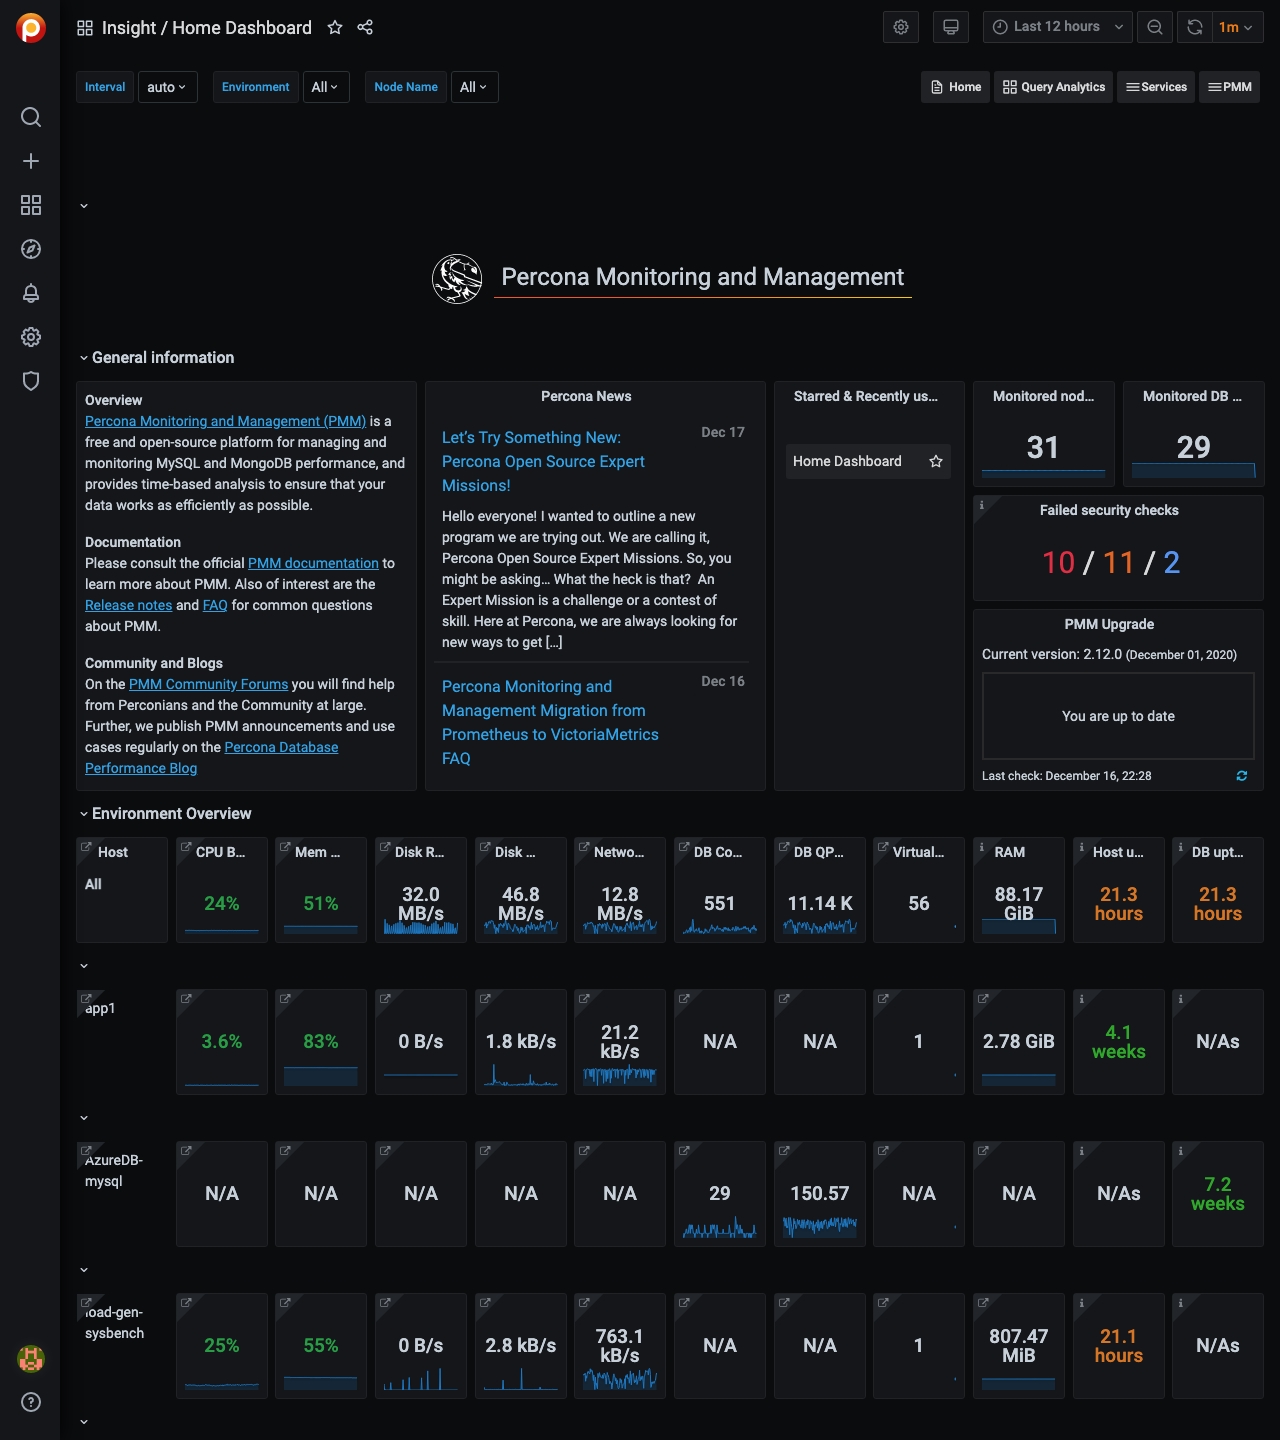 Insight / Home Dashboard
Last 12 hours
1m
Interval
auto
Environment
All
Node Name
All
Home
Query Analytics
Services
PMM
Percona Monitoring and Management
General information
Overview
Percona Monitoring and Management (PMM) is a
free and open-source platform for managing and
monitoring MySQL and MongoDB performance, and
provides time-based analysis to ensure that your
data works as efficiently as possible.
Documentation
Please consult the official PMM documentation to
learn more about PMM. Also of interest are the
Release notes and FAQ for common questions
about PMM.
Community and Blogs
On the PMM Community Forums you will find help
from Perconians and the Community at large.
Further, we publish PMM announcements and use
cases regularly on the Percona Database
Performance Blog
Percona News
Dec 17
Let's Try Something New:
Percona Open Source Expert
Missions!
Hello everyone! I wanted to outline a new
program we are trying out. We are calling it,
Percona Open Source Expert Missions. So, you
might be asking… What the heck is that?  An
Expert Mission is a challenge or a contest of
skill. Here at Percona, we are always looking for
new ways to get […]
Dec 16
Percona Monitoring and
Management Migration from
Prometheus to VictoriaMetrics
FAQ
Starred & Recently us...
Home Dashboard
Monitored nod...
31
Monitored DB ...
29
Failed security checks
10 / 11 / 2
PMM Upgrade
Current version: 2.12.0 (December 01, 2020)
You are up to date
Last check: December 16, 22:28
Environment Overview
Host
All
CPU B...
24%
Mem ...
51%
Disk R...
32.0
MB/s
Disk ...
46.8
MB/s
Netwo...
12.8
MB/s
DB Co...
551
DB QP...
11.14 K
Virtual...
56
RAM
88.17
GiB
Host u...
21.3
hours
DB upt...
21.3
hours
app1
3.6%
83%
0 B/s
1.8 kB/s
21.2
kB/s
N/A
N/A
1
2.78 GiB
4.1
weeks
N/As
AzureDB-
mysql
N/A
N/A
N/A
N/A
N/A
29
150.57
N/A
N/A
N/As
7.2
weeks
load-gen-
sysbench
25%
55%
0 B/s
2.8 kB/s
763.1
kB/s
N/A
N/A
1
807.47
MiB
21.1
hours
N/As